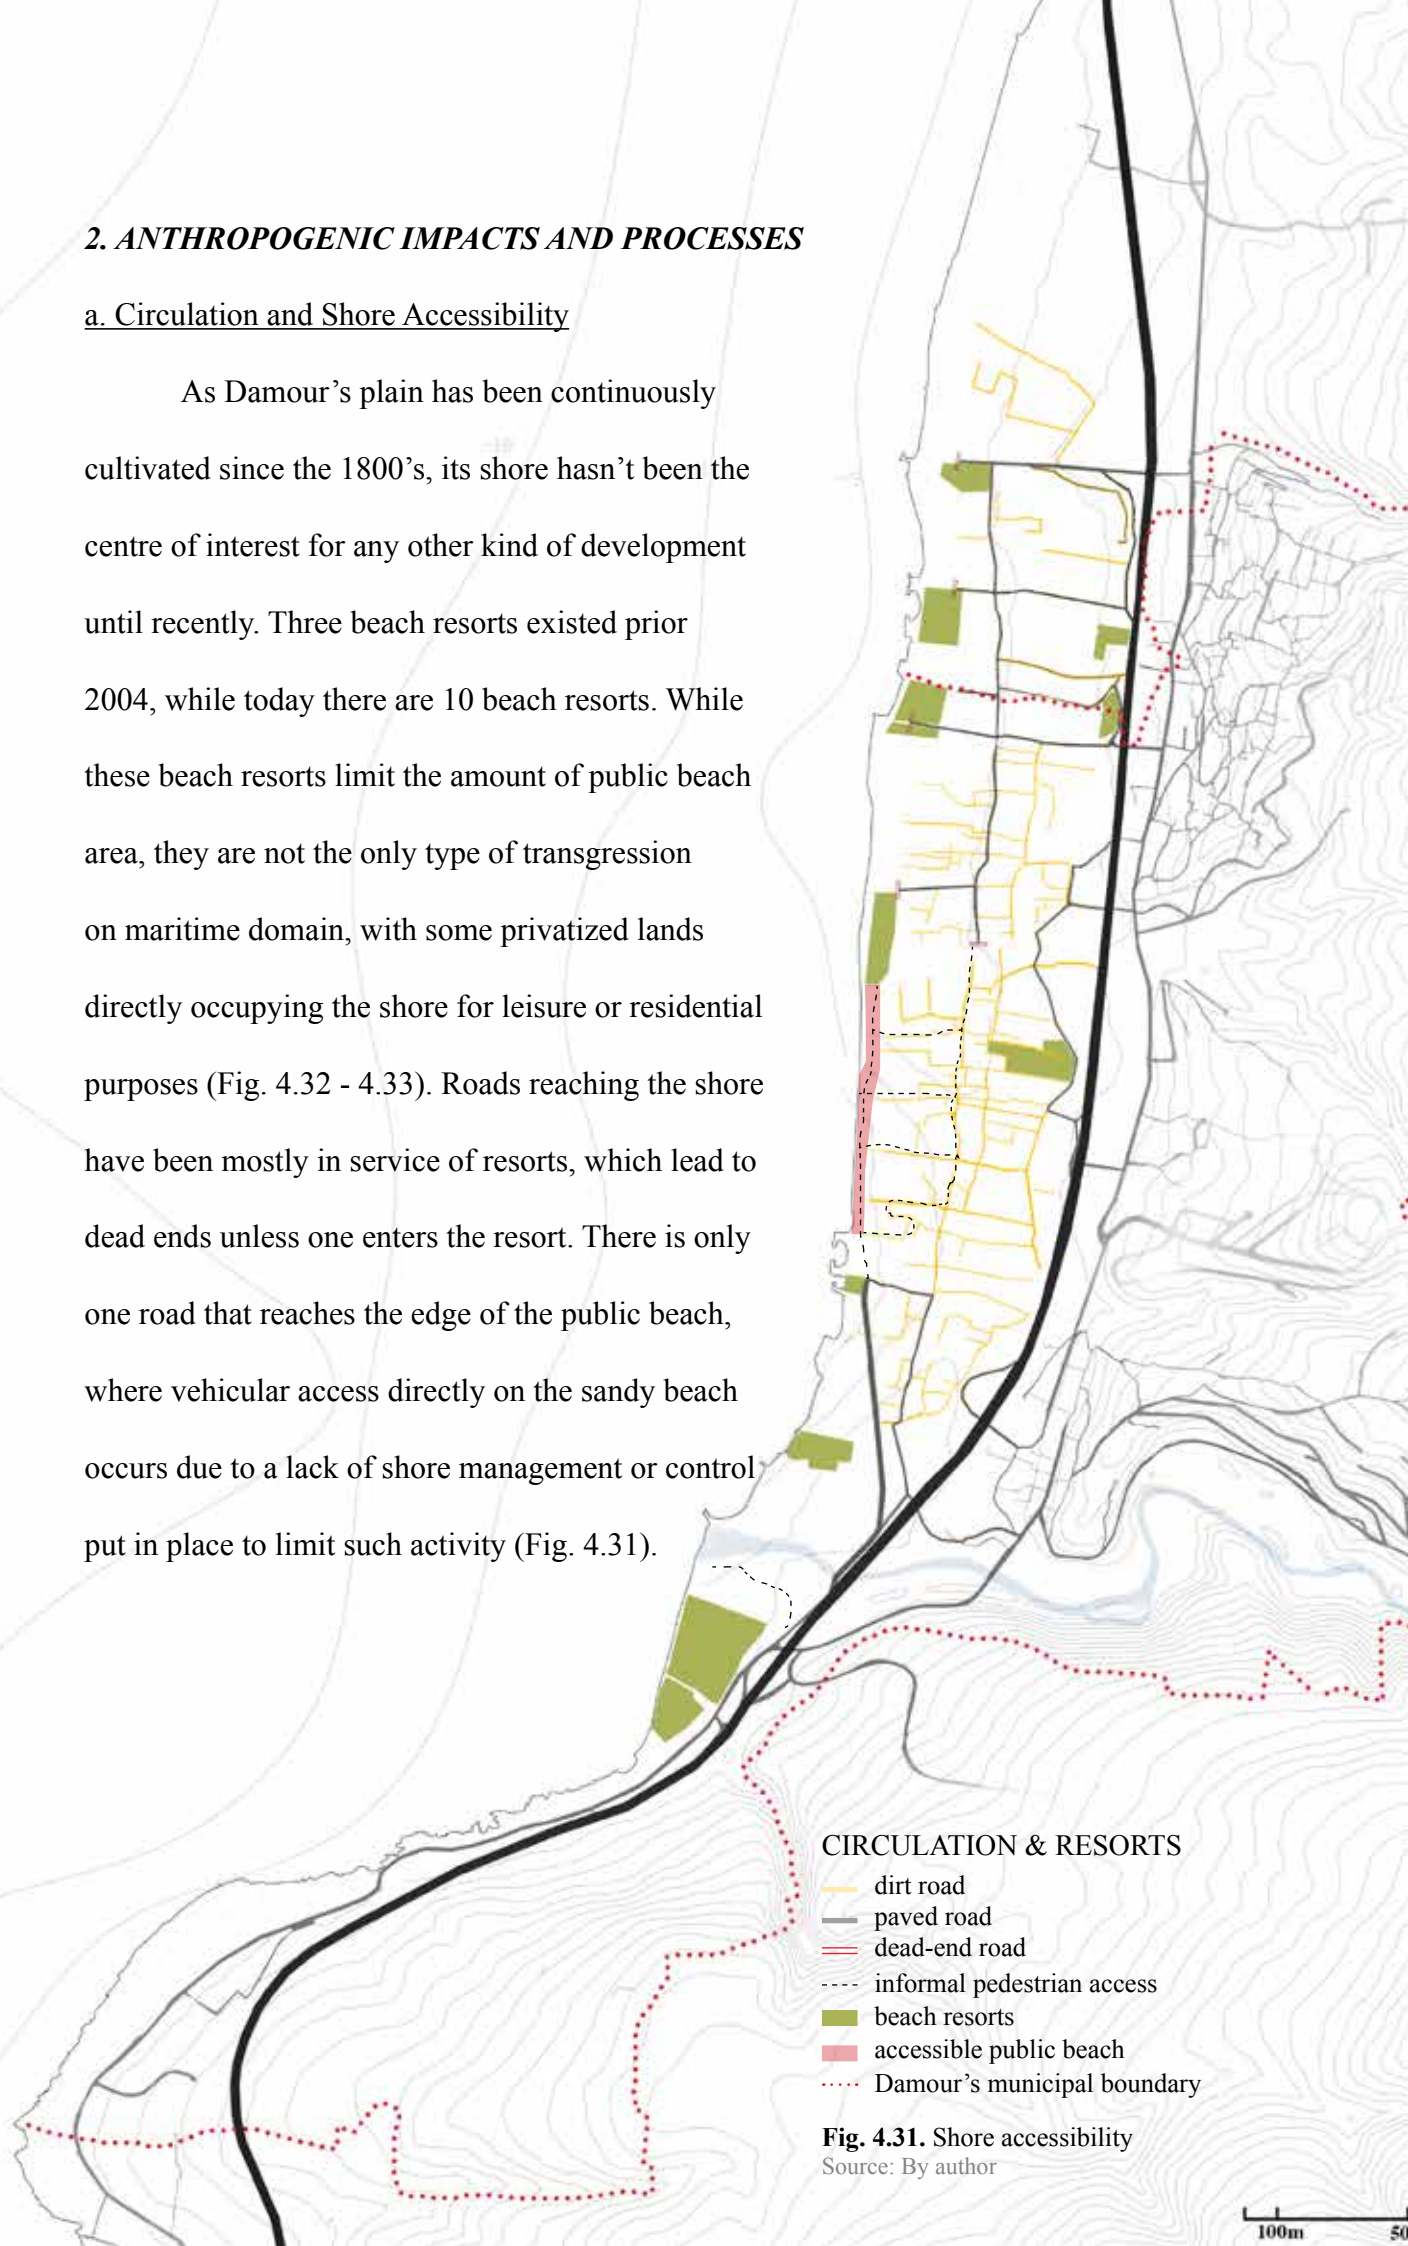 2. ANTHROPOGENIC IMPACTS AND PROCESSES
a. Circulation and Shore Accessibility
As Damour’s plain has been continuously
cultivated since the 1800’s, its shore hasn’t been the
centre of interest for any other kind of development
until recently. Three beach resorts existed prior
2004, while today there are 10 beach resorts. While
these beach resorts limit the amount of public beach
area, they are not the only type of transgression
on maritime domain, with some privatized lands
directly occupying the shore for leisure or residential
purposes (Fig. 4.32 - 4.33). Roads reaching the shore
have been mostly in service of resorts, which lead to
dead ends unless one enters the resort. There is only
one road that reaches the edge of the public beach,
where vehicular access directly on the sandy beach
occurs due to a lack of shore management or control
put in place to limit such activity (Fig. 4.31).
CIRCULATION & RESORTS
dirt road
paved road
dead-end road
informal pedestrian access
beach resorts
accessible public beach
Damour’s municipal boundary
Fig. 4.31. Shore accessibility
Source: By author
100m 50